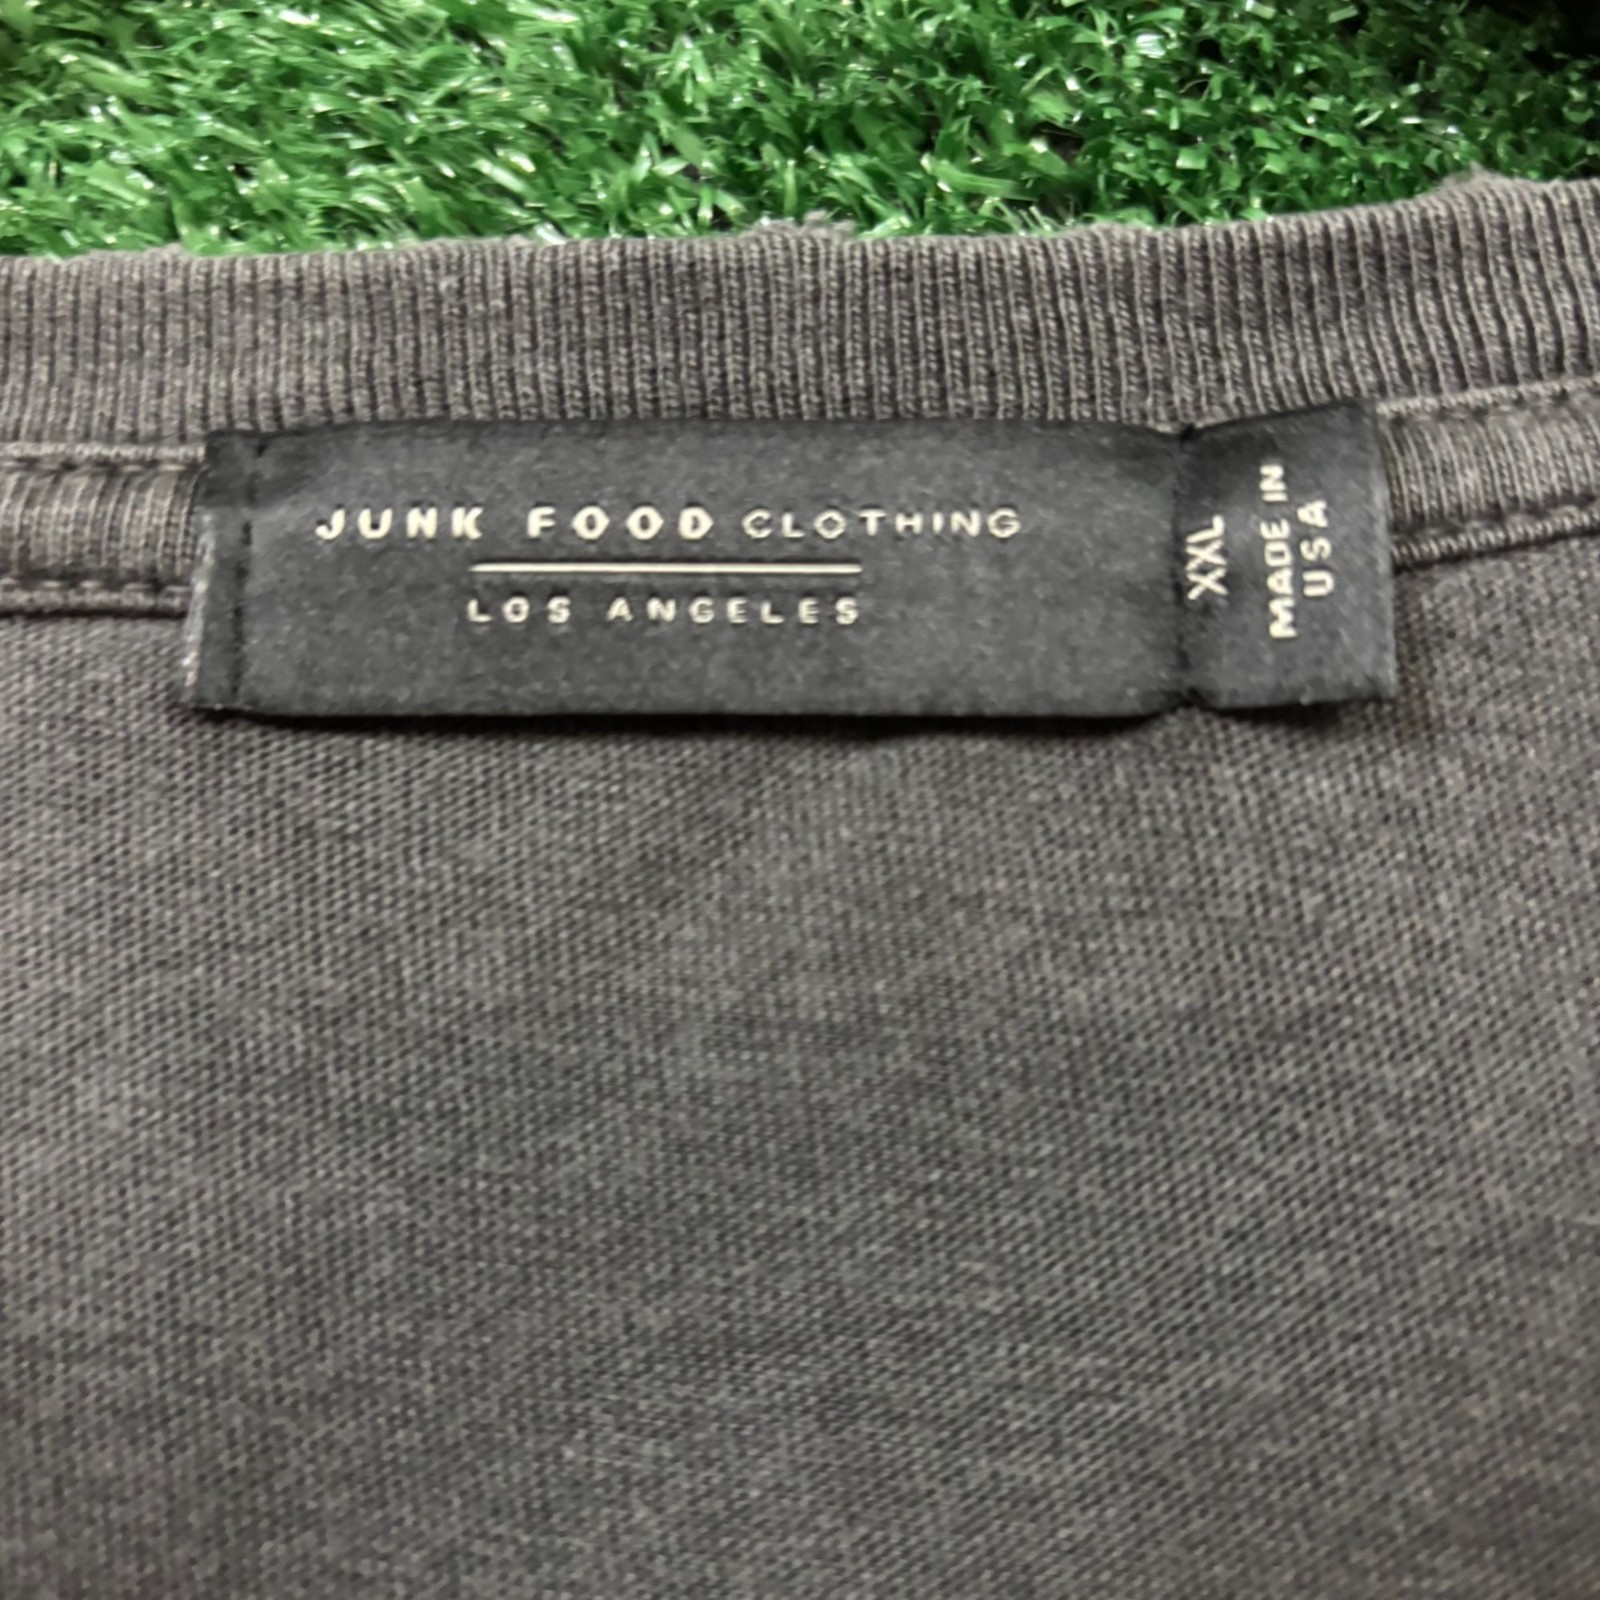 JUNK FOOD CLOTHING
LOS ANGELES
XXL
MADE IN
USA